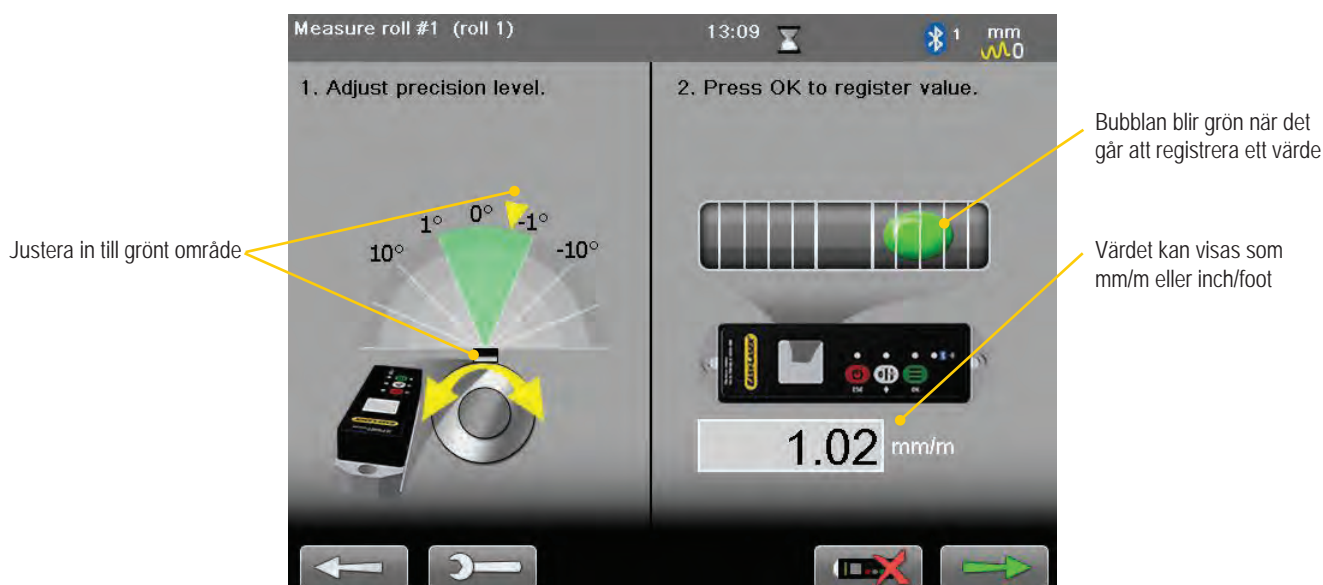 Measure roll #1 (roll 1)
13:09
1
mm
0
1. Adjust precision level.
2. Press OK to register value.
Bubblan blir grön när det
går att registrera ett värde
Justera in till grönt område
10°
1°
0°
-1°
-10°
Värdet kan visas som
mm/m eller inch/foot
EASY-LASER
ESC
OK
1.02 mm/m